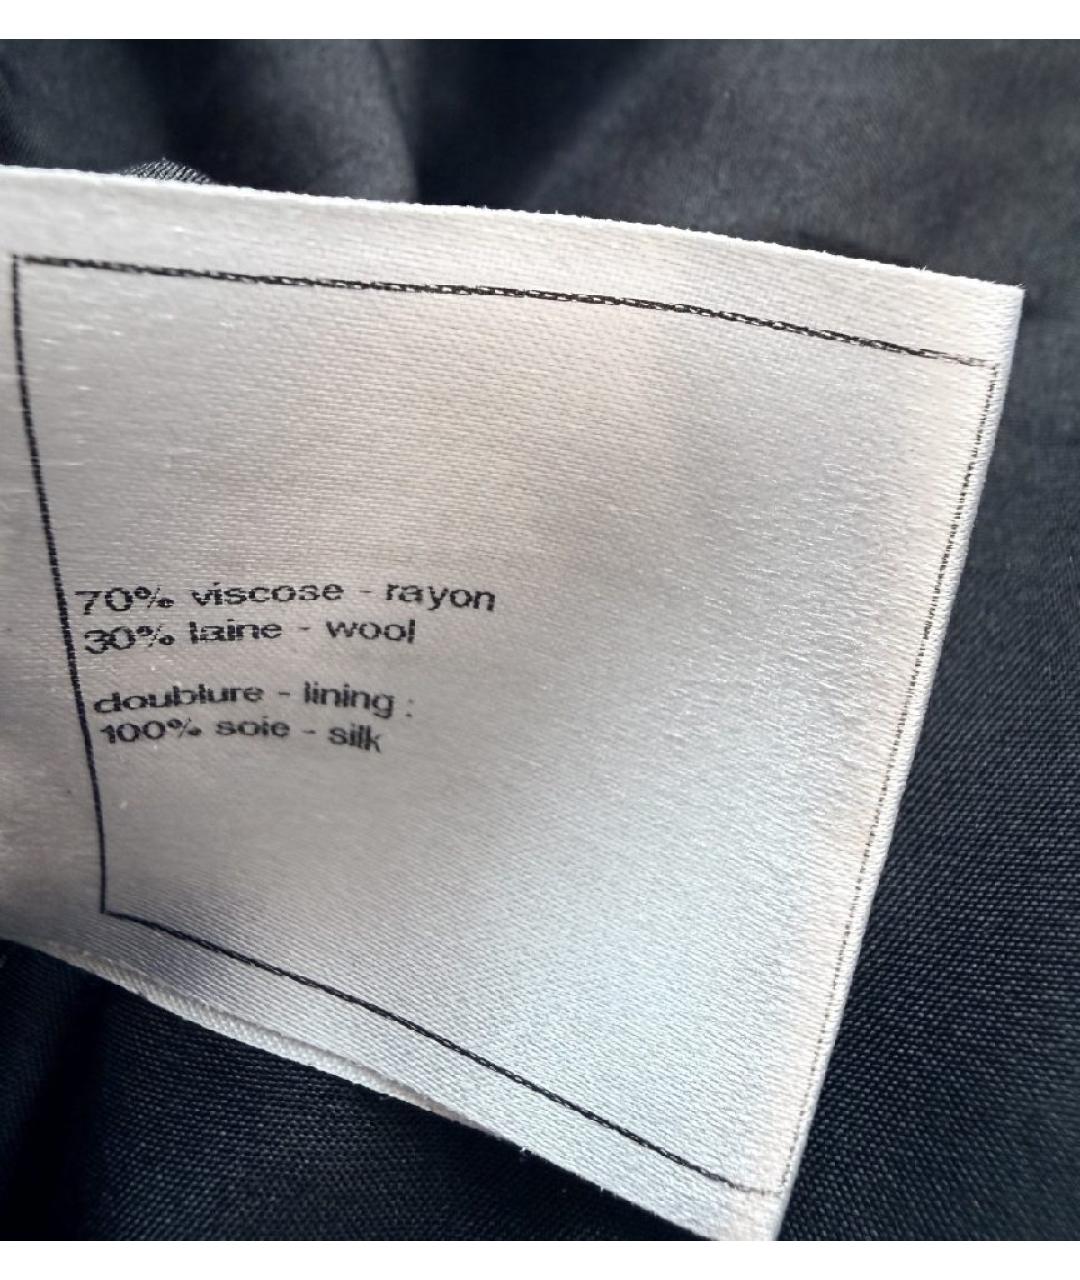 70% viscose - rayon
30% laine - wool
doublure - lining :
100% soie - silk